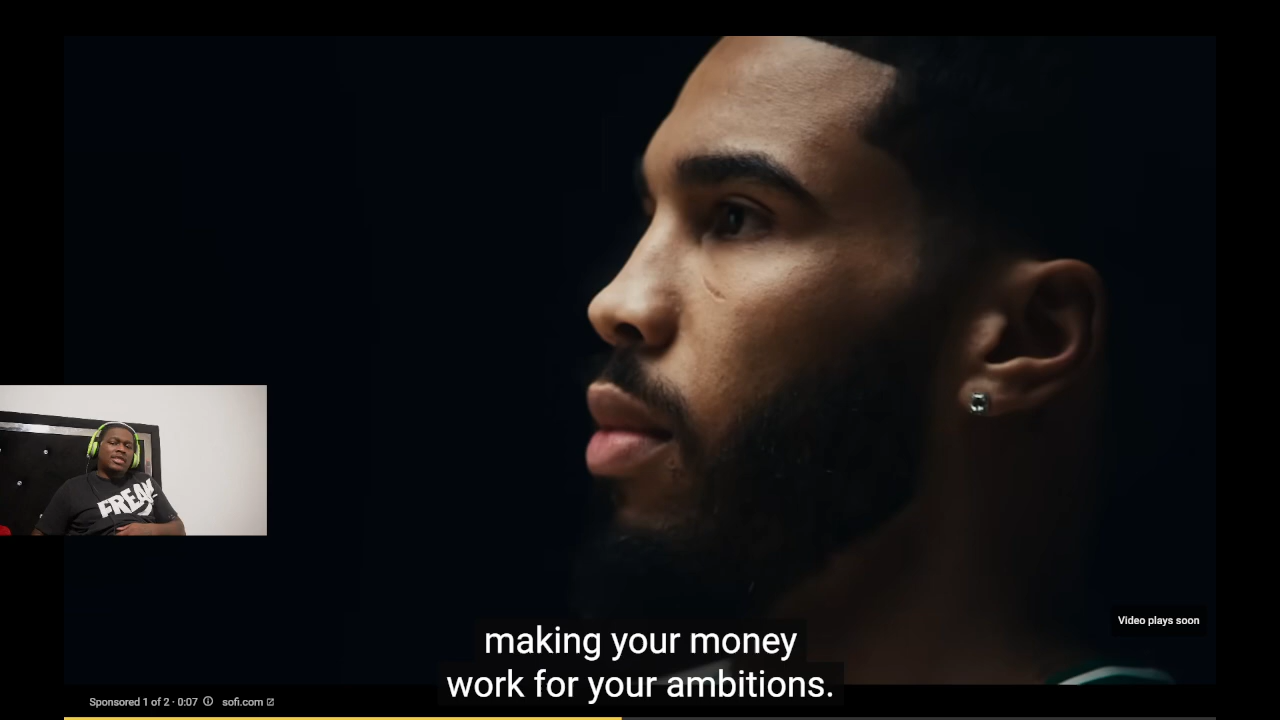 FREAK
Video plays soon
making your money
work for your ambitions.
Sponsored 1 of 2 · 0:07 sofi.com